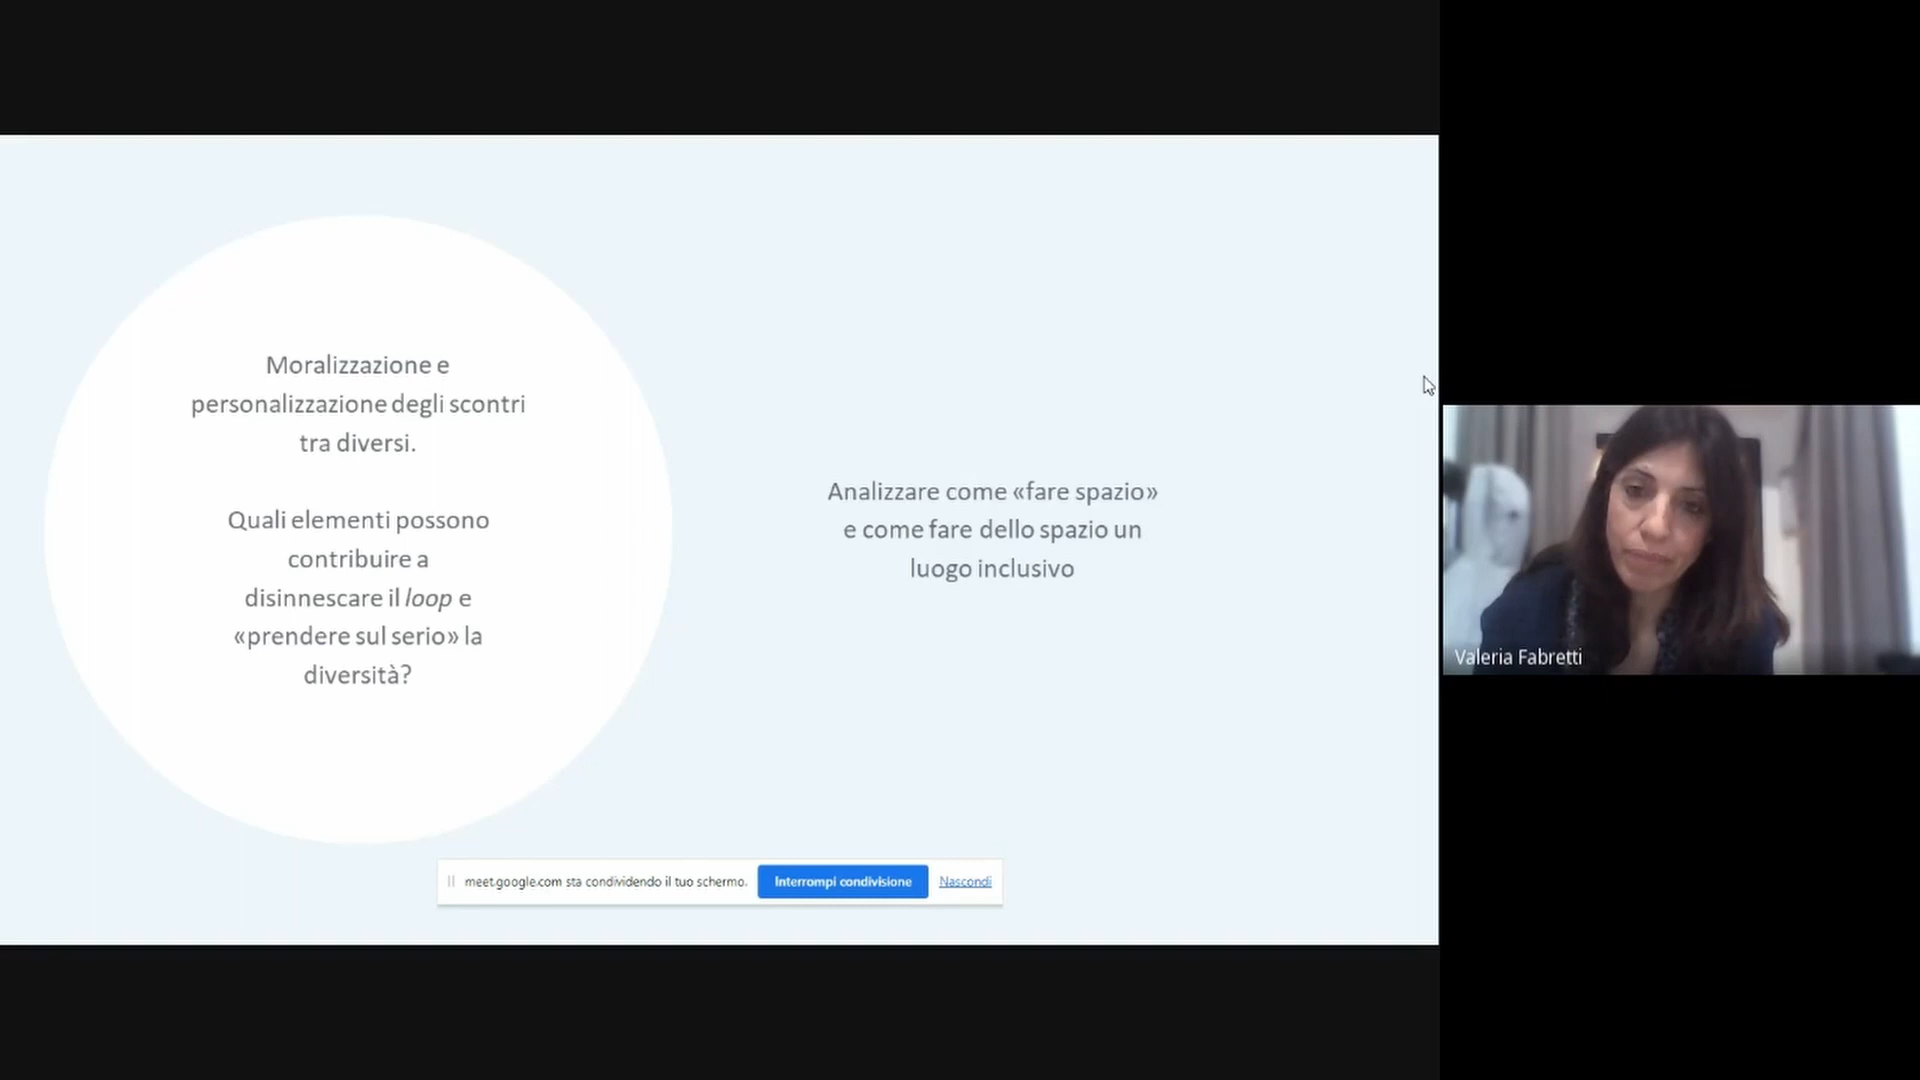 Moralizzazione e
personalizzazione degli scontri
tra diversi.
Quali elementi possono
contribuire a
disinnescare il loop e
«prendere sul serio» la
diversità?
Analizzare come «fare spazio»
e come fare dello spazio un
luogo inclusivo
meet.google.com sta condividendo il tuo schermo. Interrompi condivisione Nascondi
Valeria Fabretti